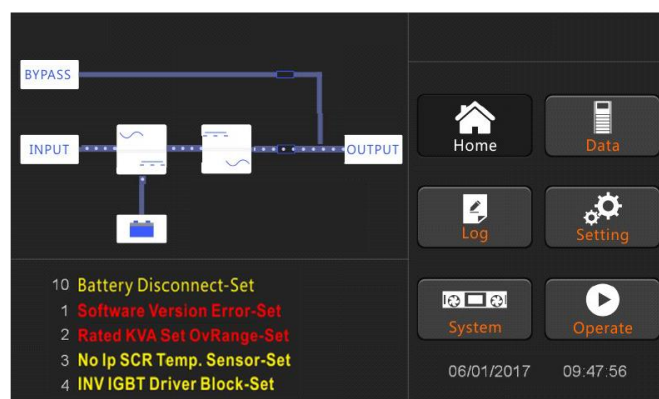 BYPASS
INPUT
OUTPUT
10 Battery Disconnect-Set
1 Software Version Error-Set
2 Rated KVA Set OvRange-Set
3 No Ip SCR Temp. Sensor-Set
4 INV IGBT Driver Block-Set
Home
Data
Log
Setting
System
Operate
06/01/2017 09:47:56